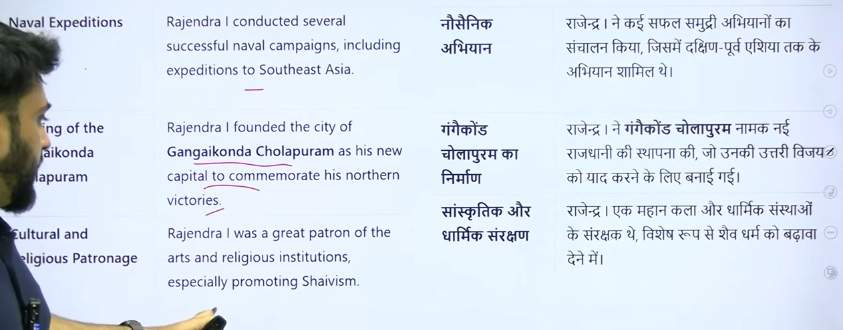 Naval Expeditions
Rajendra I conducted several
successful naval campaigns, including
expeditions to Southeast Asia.
नौसैनिक
अभियान
राजेन्द्र I ने कई सफल समुद्री अभियानों का
संचालन किया, जिसमें दक्षिण-पूर्व एशिया तक के
अभियान शामिल थे।
of the
Rajendra I founded the city of
Gangaikonda Cholapuram as his new
capital to commemorate his northern
victories.
गंगैकोंड
चोलापुरम का
निर्माण
राजेन्द्र I ने गंगैकोंड चोलापुरम नामक नई
राजधानी की स्थापना की, जो उनकी उत्तरी विजय
को याद करने के लिए बनाई गई।
Cultural and
Patronage
Rajendra I was a great patron of the
arts and religious institutions,
especially promoting Shaivism.
सांस्कृतिक और
धार्मिक संरक्षण
राजेन्द्र I एक महान कला और धार्मिक संस्थाओं
के संरक्षक थे, विशेष रूप से शैव धर्म को बढ़ावा
देने में।